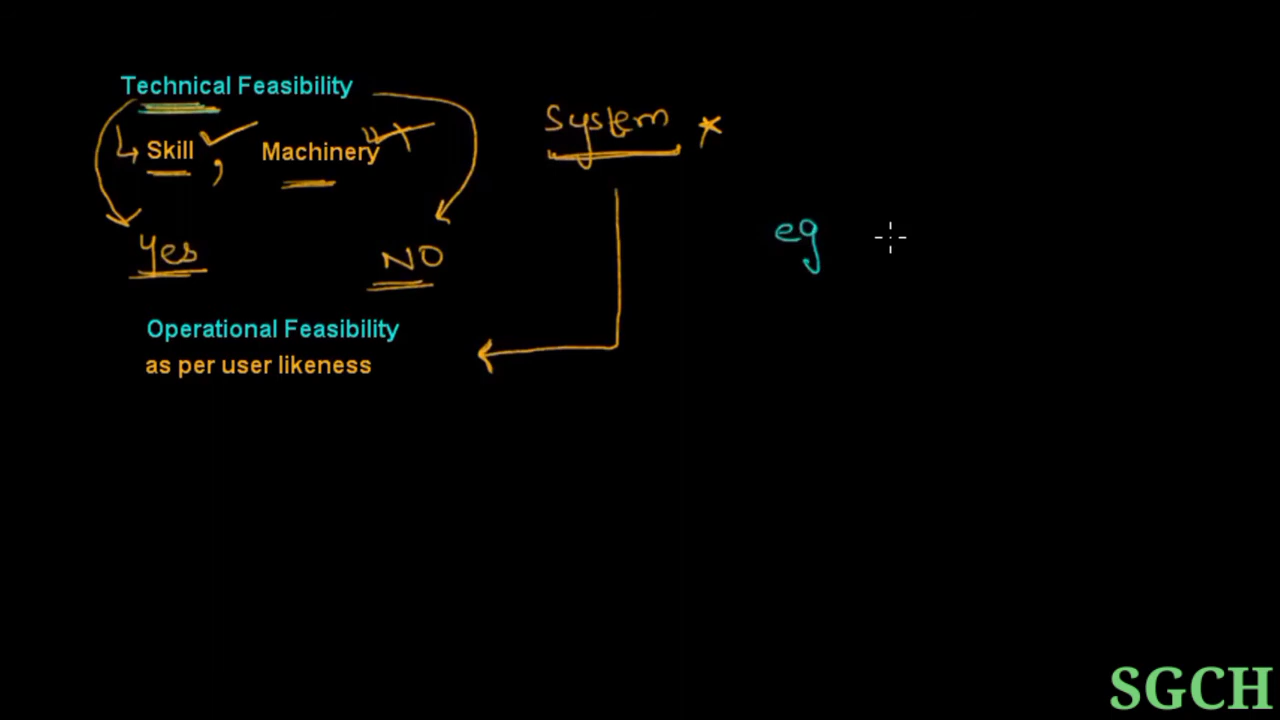 Technical Feasibility
System
Skill , Machinery
eg
Yes NO
Operational Feasibility
as per user likeness
SGCH